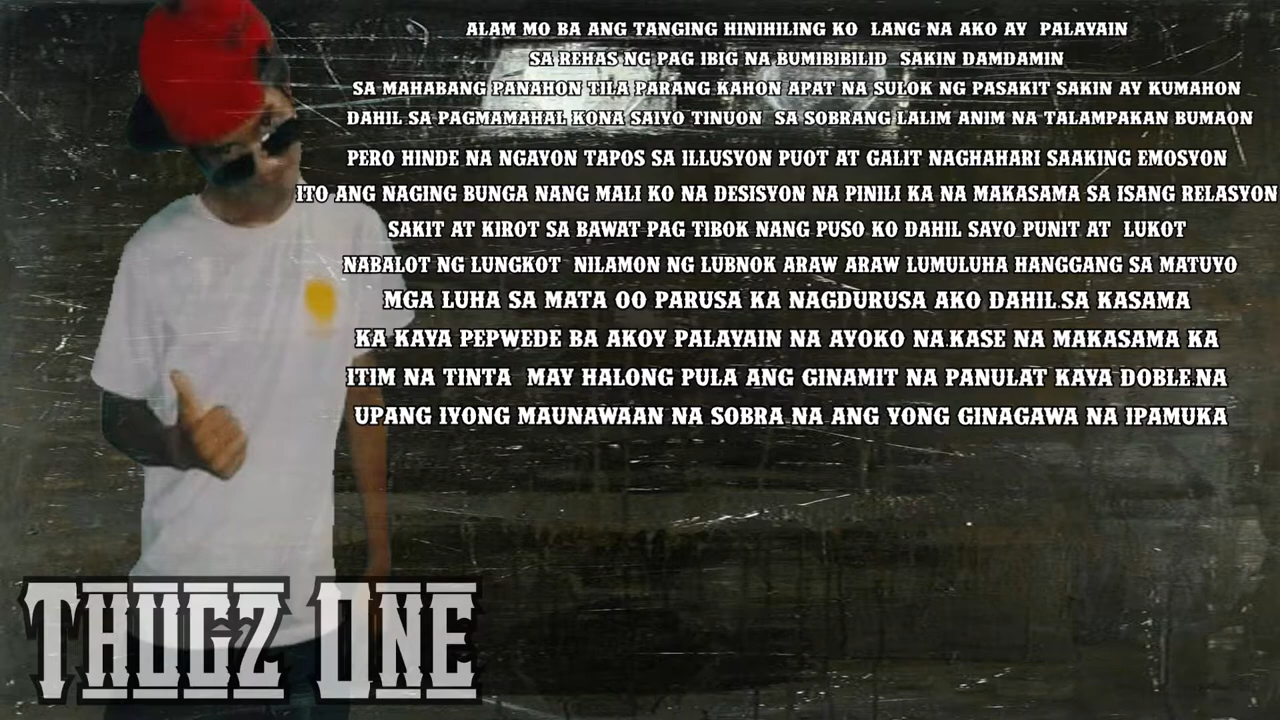 ALAM MO BA ANG TANGING HINIHILING KO LANG NA AKO AY PALAYAIN
SA REHAS NG PAG IBIG NA BUMIBIBILID SAKIN DAMDAMIN
SA MAHABANG PANAHON TILA PARANG KAHON APAT NA SULOK NG PASAKIT SAKIN AY KUMAHON
DAHIL SA PAGMAMAHAL KONA SAIYO TINUON SA SOBRANG LALIM ANIM NA TALAMPAKAN BUMAON
PERO HINDE NA NGAYON TAPOS SA ILLUSYON PUOT AT GALIT NAGHAHARI SAAKING EMOSYON
ITO ANG NAGING BUNGA NANG MALI KO NA DESISYON NA PINILI KA NA MAKASAMA SA ISANG RELASYON
SAKIT AT KIROT SA BAWAT PAG TIBOK NANG PUSO KO DAHIL SAYO PUNIT AT LUKOT
NABALOT NG LUNGKOT NILAMON NG LUBNOK ARAW ARAW LUMULUHA HANGGANG SA MATUYO
MGA LUHA SA MATA OO PARUSA KA NAGDURUSA AKO DAHIL.SA KASAMA
KA KAYA PEPWEDE BA AKOY PALAYAIN NA AYOKO NA.KASE NA MAKASAMA KA
ITIM NA TINTA MAY HALONG PULA ANG GINAMIT NA PANULAT KAYA DOBLE.NA
UPANG IYONG MAUNAWAAN NA SOBRA NA ANG YONG GINAGAWA NA IPAMUKA
THUGZ ONE